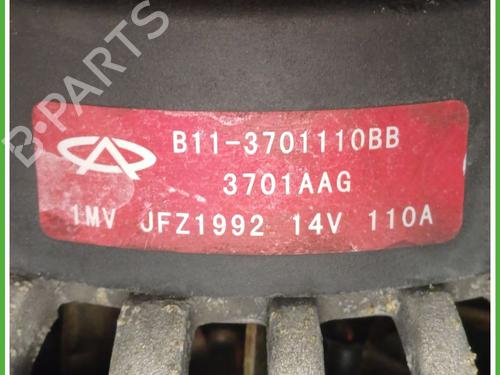 B-PARTS
B11-3701110BB
3701AAG
1MV JFZ1992 14V 110A